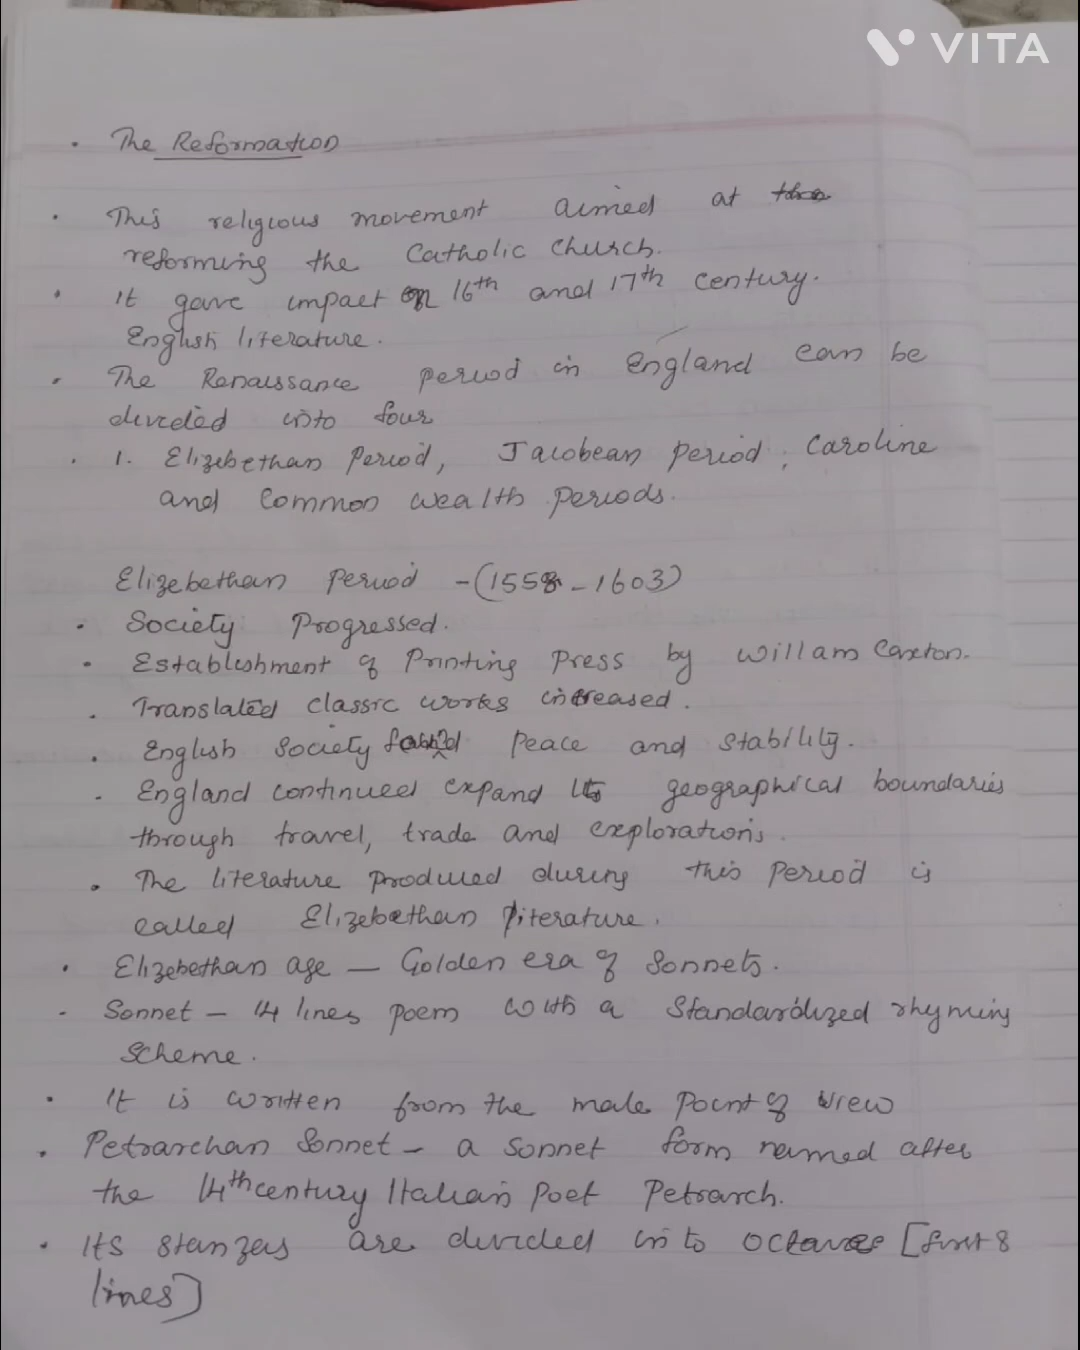 VITA
. The Reformation
. This religious movement aimed at
reforming the Catholic Church.
. It gave impact on 16th and 17th century.
English literature.
. The Renaissance period in England can be
divided into four
. 1. Elizebethan Period, Jacobean Period, Caroline
and Common wealth Periods.
Elizebethan Period - (1558 - 1603)
. Society Progressed.
. Establishment of Printing Press by Willam Caxton.
. Translated classic works increased.
. English Society found Peace and Stability.
. England continued expand its geographical boundaries
through travel, trade and explorations.
. The literature produced during this Period is
called Elizebethan literature.
. Elizebethan age — Golden era of Sonnets.
. Sonnet — 14 lines poem with a Standardized rhyming
Scheme.
. It is written from the male Point of View
. Petrarchan Sonnet — a sonnet form named after
the 14th century Italian Poet Petrarch.
. Its stanzas are divided into octave [first 8
lines]